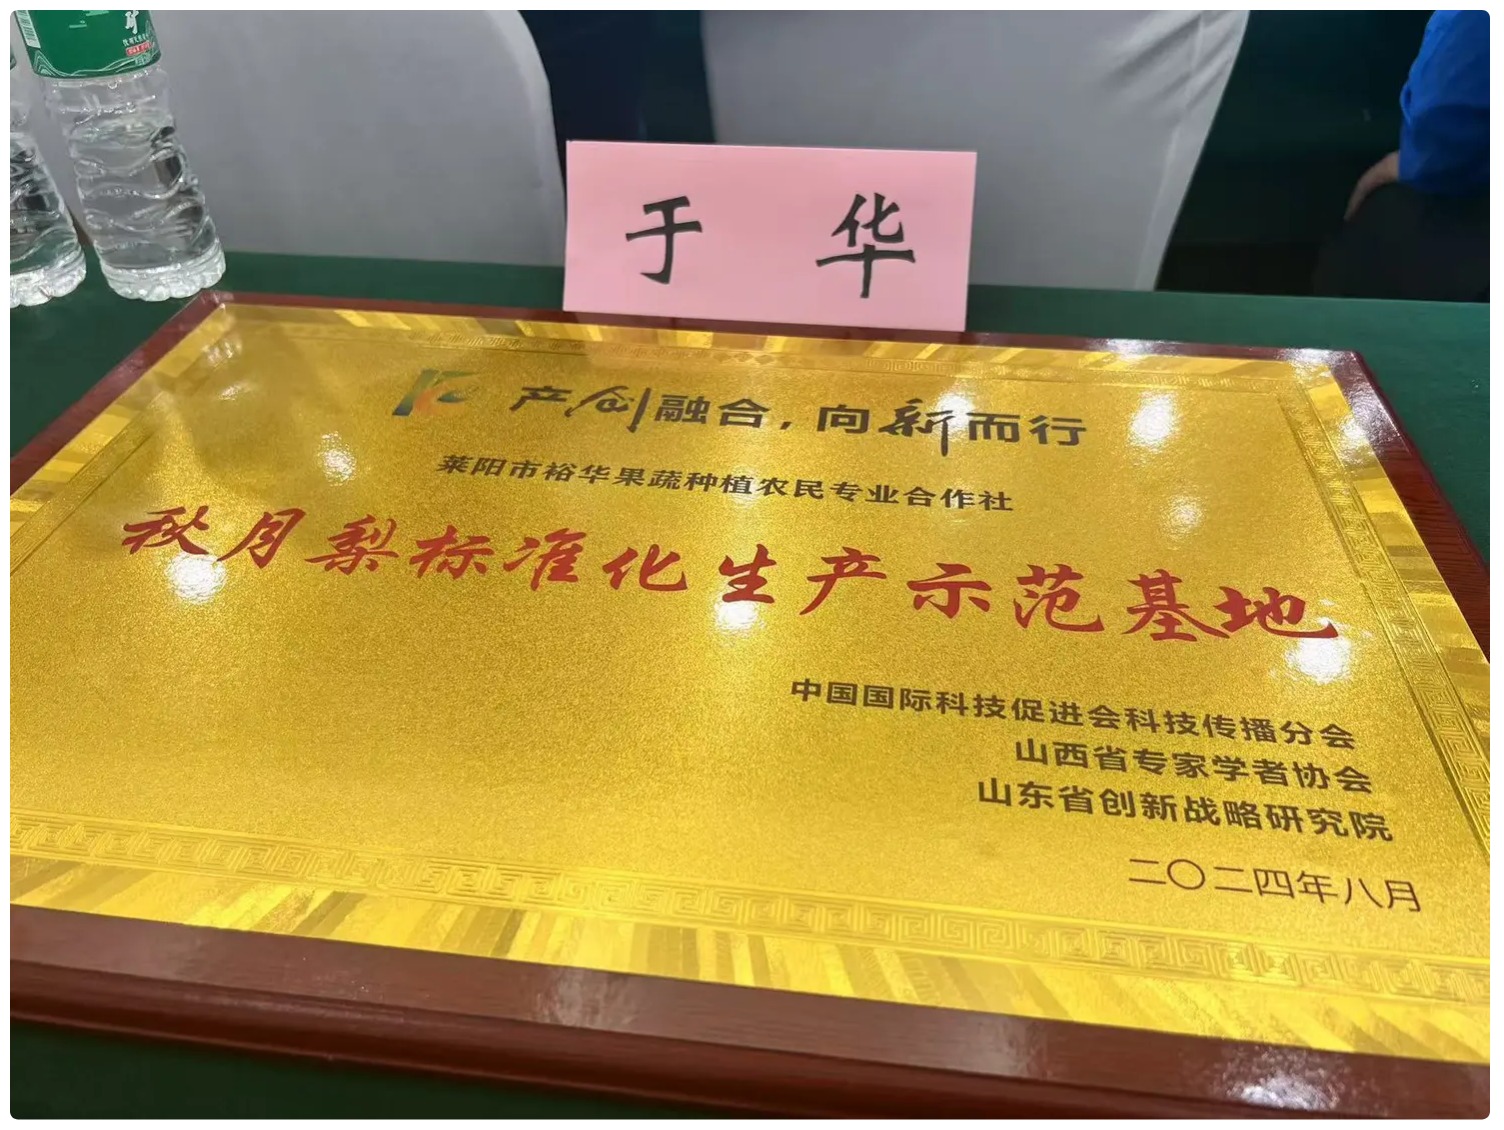 于 华
产创融合，向新而行
莱阳市裕华果蔬种植农民专业合作社
秋月梨标准化生产示范基地
中国国际科技促进会科技传播分会
山西省专家学者协会
山东省创新战略研究院
二〇二四年八月